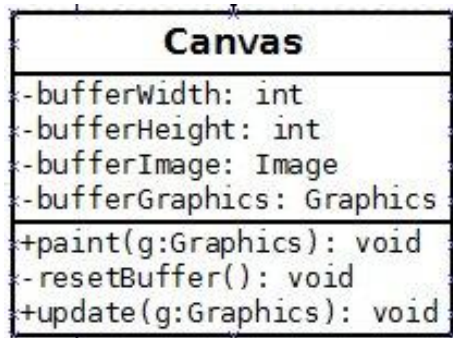 Canvas
-bufferWidth: int
-bufferHeight: int
-bufferImage: Image
-bufferGraphics: Graphics
+paint(g:Graphics): void
-resetBuffer(): void
+update(g:Graphics): void